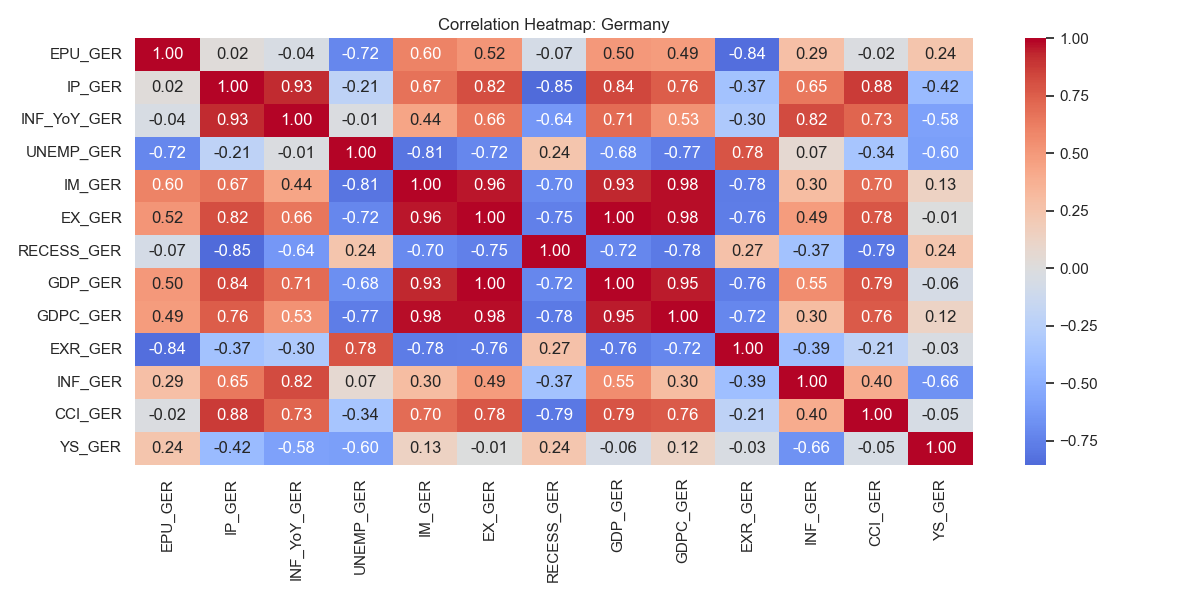 Correlation Heatmap: Germany
EPU_GER 1.00 0.02 -0.04 -0.72 0.60 0.52 -0.07 0.50 0.49 -0.84 0.29 -0.02 0.24
IP_GER 0.02 1.00 0.93 -0.21 0.67 0.82 -0.85 0.84 0.76 -0.37 0.65 0.88 -0.42
INF_YoY_GER -0.04 0.93 1.00 -0.01 0.44 0.66 -0.64 0.71 0.53 -0.30 0.82 0.73 -0.58
UNEMP_GER -0.72 -0.21 -0.01 1.00 -0.81 -0.72 0.24 -0.68 -0.77 0.78 0.07 -0.34 -0.60
IM_GER 0.60 0.67 0.44 -0.81 1.00 0.96 -0.70 0.93 0.98 -0.78 0.30 0.70 0.13
EX_GER 0.52 0.82 0.66 -0.72 0.96 1.00 -0.75 1.00 0.98 -0.76 0.49 0.78 -0.01
RECESS_GER -0.07 -0.85 -0.64 0.24 -0.70 -0.75 1.00 -0.72 -0.78 0.27 -0.37 -0.79 0.24
GDP_GER 0.50 0.84 0.71 -0.68 0.93 1.00 -0.72 1.00 0.95 -0.76 0.55 0.79 -0.06
GDPC_GER 0.49 0.76 0.53 -0.77 0.98 0.98 -0.78 0.95 1.00 -0.72 0.30 0.76 0.12
EXR_GER -0.84 -0.37 -0.30 0.78 -0.78 -0.76 0.27 -0.76 -0.72 1.00 -0.39 -0.21 -0.03
INF_GER 0.29 0.65 0.82 0.07 0.30 0.49 -0.37 0.55 0.30 -0.39 1.00 0.40 -0.66
CCI_GER -0.02 0.88 0.73 -0.34 0.70 0.78 -0.79 0.79 0.76 -0.21 0.40 1.00 -0.05
YS_GER 0.24 -0.42 -0.58 -0.60 0.13 -0.01 0.24 -0.06 0.12 -0.03 -0.66 -0.05 1.00
EPU_GER
IP_GER
INF_YoY_GER
UNEMP_GER
IM_GER
EX_GER
RECESS_GER
GDP_GER
GDPC_GER
EXR_GER
INF_GER
CCI_GER
YS_GER
1.00
0.75
0.50
0.25
0.00
-0.25
-0.50
-0.75